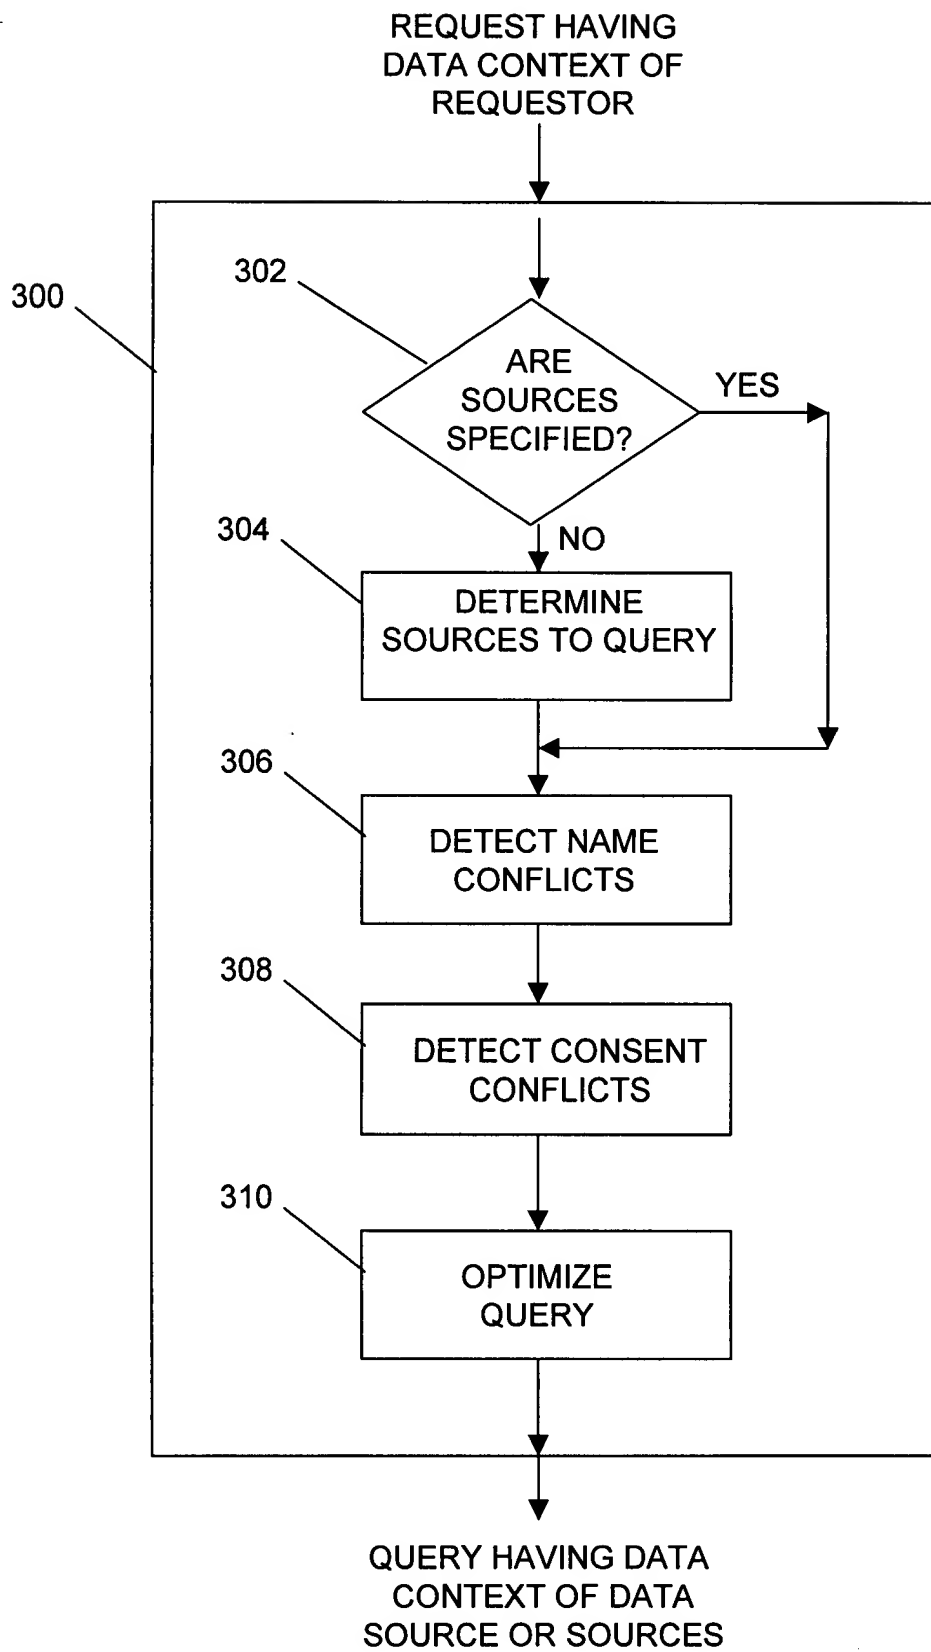 REQUEST HAVING
DATA CONTEXT OF
REQUESTOR
302
300
ARE
SOURCES
SPECIFIED?
YES
304
NO
DETERMINE
SOURCES TO QUERY
306
DETECT NAME
CONFLICTS
308
DETECT CONSENT
CONFLICTS
310
OPTIMIZE
QUERY
QUERY HAVING DATA
CONTEXT OF DATA
SOURCE OR SOURCES